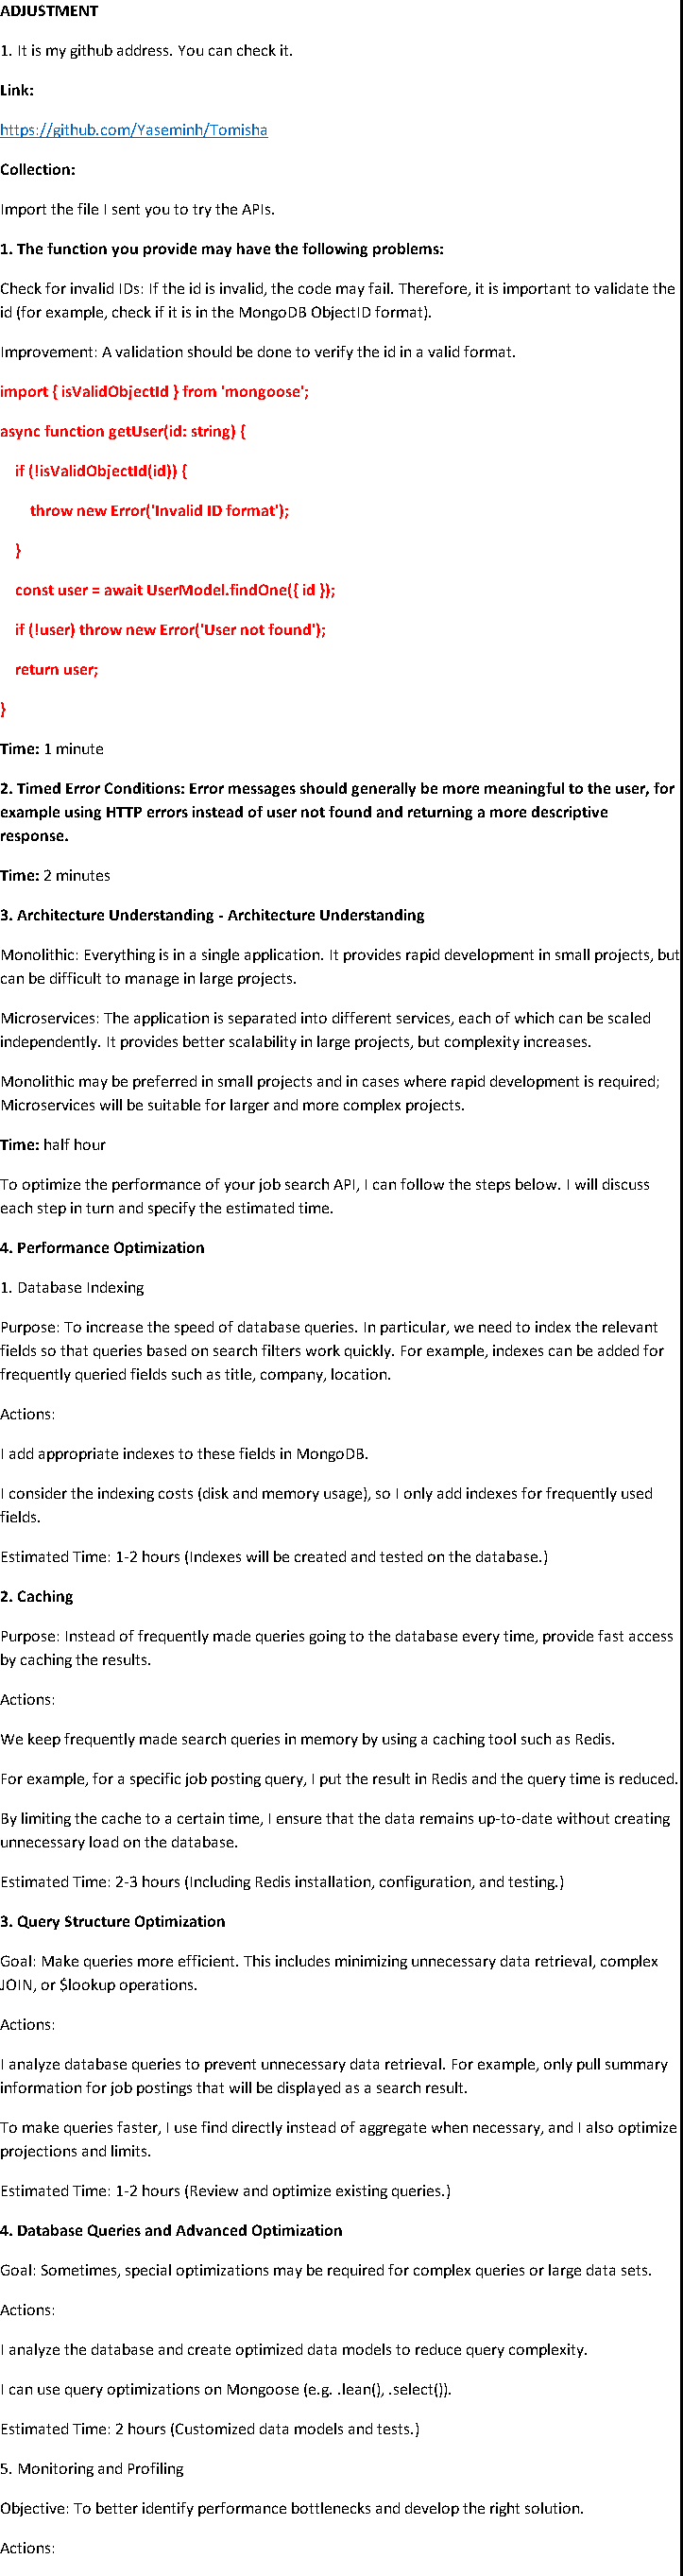 ADJUSTMENT
1. It is my github address. You can check it.
Link:
https://github.com/Yaseminh/Tomisha
Collection:
Import the file I sent you to try the APIs.
1. The function you provide may have the following problems:
Check for invalid IDs: If the id is invalid, the code may fail. Therefore, it is important to validate the
id (for example, check if it is in the MongoDB ObjectID format).
Improvement: A validation should be done to verify the id in a valid format.
import { isValidObjectId } from 'mongoose';
async function getUser(id: string) {
if (!isValidObjectId(id)) {
throw new Error('Invalid ID format');
}
const user = await UserModel.findOne({ id });
if (!user) throw new Error('User not found');
return user;
}
Time: 1 minute
2. Timed Error Conditions: Error messages should generally be more meaningful to the user, for
example using HTTP errors instead of user not found and returning a more descriptive
response.
Time: 2 minutes
3. Architecture Understanding - Architecture Understanding
Monolithic: Everything is in a single application. It provides rapid development in small projects, but
can be difficult to manage in large projects.
Microservices: The application is separated into different services, each of which can be scaled
independently. It provides better scalability in large projects, but complexity increases.
Monolithic may be preferred in small projects and in cases where rapid development is required;
Microservices will be suitable for larger and more complex projects.
Time: half hour
To optimize the performance of your job search API, I can follow the steps below. I will discuss
each step in turn and specify the estimated time.
4. Performance Optimization
1. Database Indexing
Purpose: To increase the speed of database queries. In particular, we need to index the relevant
fields so that queries based on search filters work quickly. For example, indexes can be added for
frequently queried fields such as title, company, location.
Actions:
I add appropriate indexes to these fields in MongoDB.
I consider the indexing costs (disk and memory usage), so I only add indexes for frequently used
fields.
Estimated Time: 1-2 hours (Indexes will be created and tested on the database.)
2. Caching
Purpose: Instead of frequently made queries going to the database every time, provide fast access
by caching the results.
Actions:
We keep frequently made search queries in memory by using a caching tool such as Redis.
For example, for a specific job posting query, I put the result in Redis and the query time is reduced.
By limiting the cache to a certain time, I ensure that the data remains up-to-date without creating
unnecessary load on the database.
Estimated Time: 2-3 hours (Including Redis installation, configuration, and testing.)
3. Query Structure Optimization
Goal: Make queries more efficient. This includes minimizing unnecessary data retrieval, complex
JOIN, or $lookup operations.
Actions:
I analyze database queries to prevent unnecessary data retrieval. For example, only pull summary
information for job postings that will be displayed as a search result.
To make queries faster, I use find directly instead of aggregate when necessary, and I also optimize
projections and limits.
Estimated Time: 1-2 hours (Review and optimize existing queries.)
4. Database Queries and Advanced Optimization
Goal: Sometimes, special optimizations may be required for complex queries or large data sets.
Actions:
I analyze the database and create optimized data models to reduce query complexity.
I can use query optimizations on Mongoose (e.g. .lean(), .select()).
Estimated Time: 2 hours (Customized data models and tests.)
5. Monitoring and Profiling
Objective: To better identify performance bottlenecks and develop the right solution.
Actions: